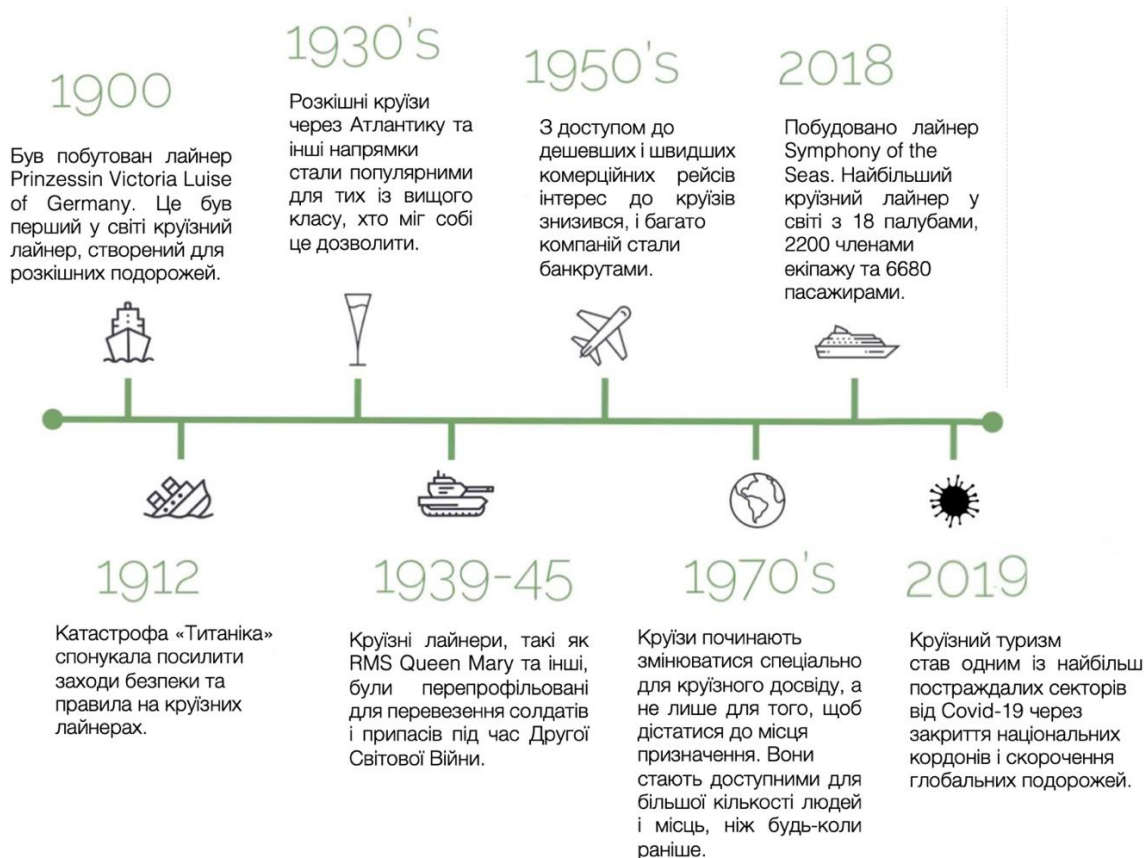 1900
Був побутован лайнер
Prinzessin Victoria Luise
of Germany. Це був
перший у світі круїзний
лайнер, створений для
розкішних подорожей.
1930's
Розкішні круїзи
через Атлантику та
інші напрямки
стали популярними
для тих із вищого
класу, хто міг собі
це дозволити.
1950's
З доступом до
дешевших і швидших
комерційних рейсів
інтерес до круїзів
знизився, і багато
компаній стали
банкрутами.
2018
Побудовано лайнер
Symphony of the
Seas. Найбільший
круїзний лайнер у
світі з 18 палубами,
2200 членами
екіпажу та 6680
пасажирами.
1912
Катастрофа «Титаніка»
спонукала посилити
заходи безпеки та
правила на круїзних
лайнерах.
1939-45
Круїзні лайнери, такі як
RMS Queen Mary та інші,
були перепрофільовані
для перевезення солдатів
і припасів під час Другої
Світової Війни.
1970's
Круїзи починають
змінюватися спеціально
для круїзного досвіду, а
не лише для того, щоб
дістатися до місця
призначення. Вони
стають доступними для
більшої кількості людей
і місць, ніж будь-коли
раніше.
2019
Круїзний туризм
став одним із найбільш
постраждалих секторів
від Covid-19 через
закриття національних
кордонів і скорочення
глобальних подорожей.